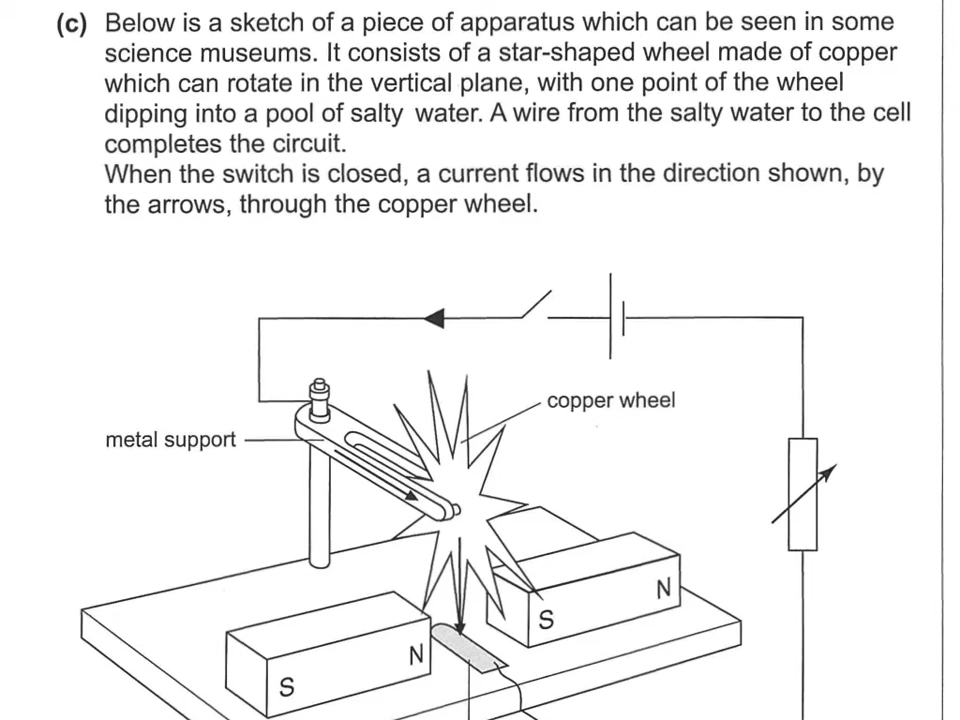 (c) Below is a sketch of a piece of apparatus which can be seen in some
science museums. It consists of a star-shaped wheel made of copper
which can rotate in the vertical plane, with one point of the wheel
dipping into a pool of salty water. A wire from the salty water to the cell
completes the circuit.
When the switch is closed, a current flows in the direction shown, by
the arrows, through the copper wheel.
copper wheel
metal support
N
S
N
S